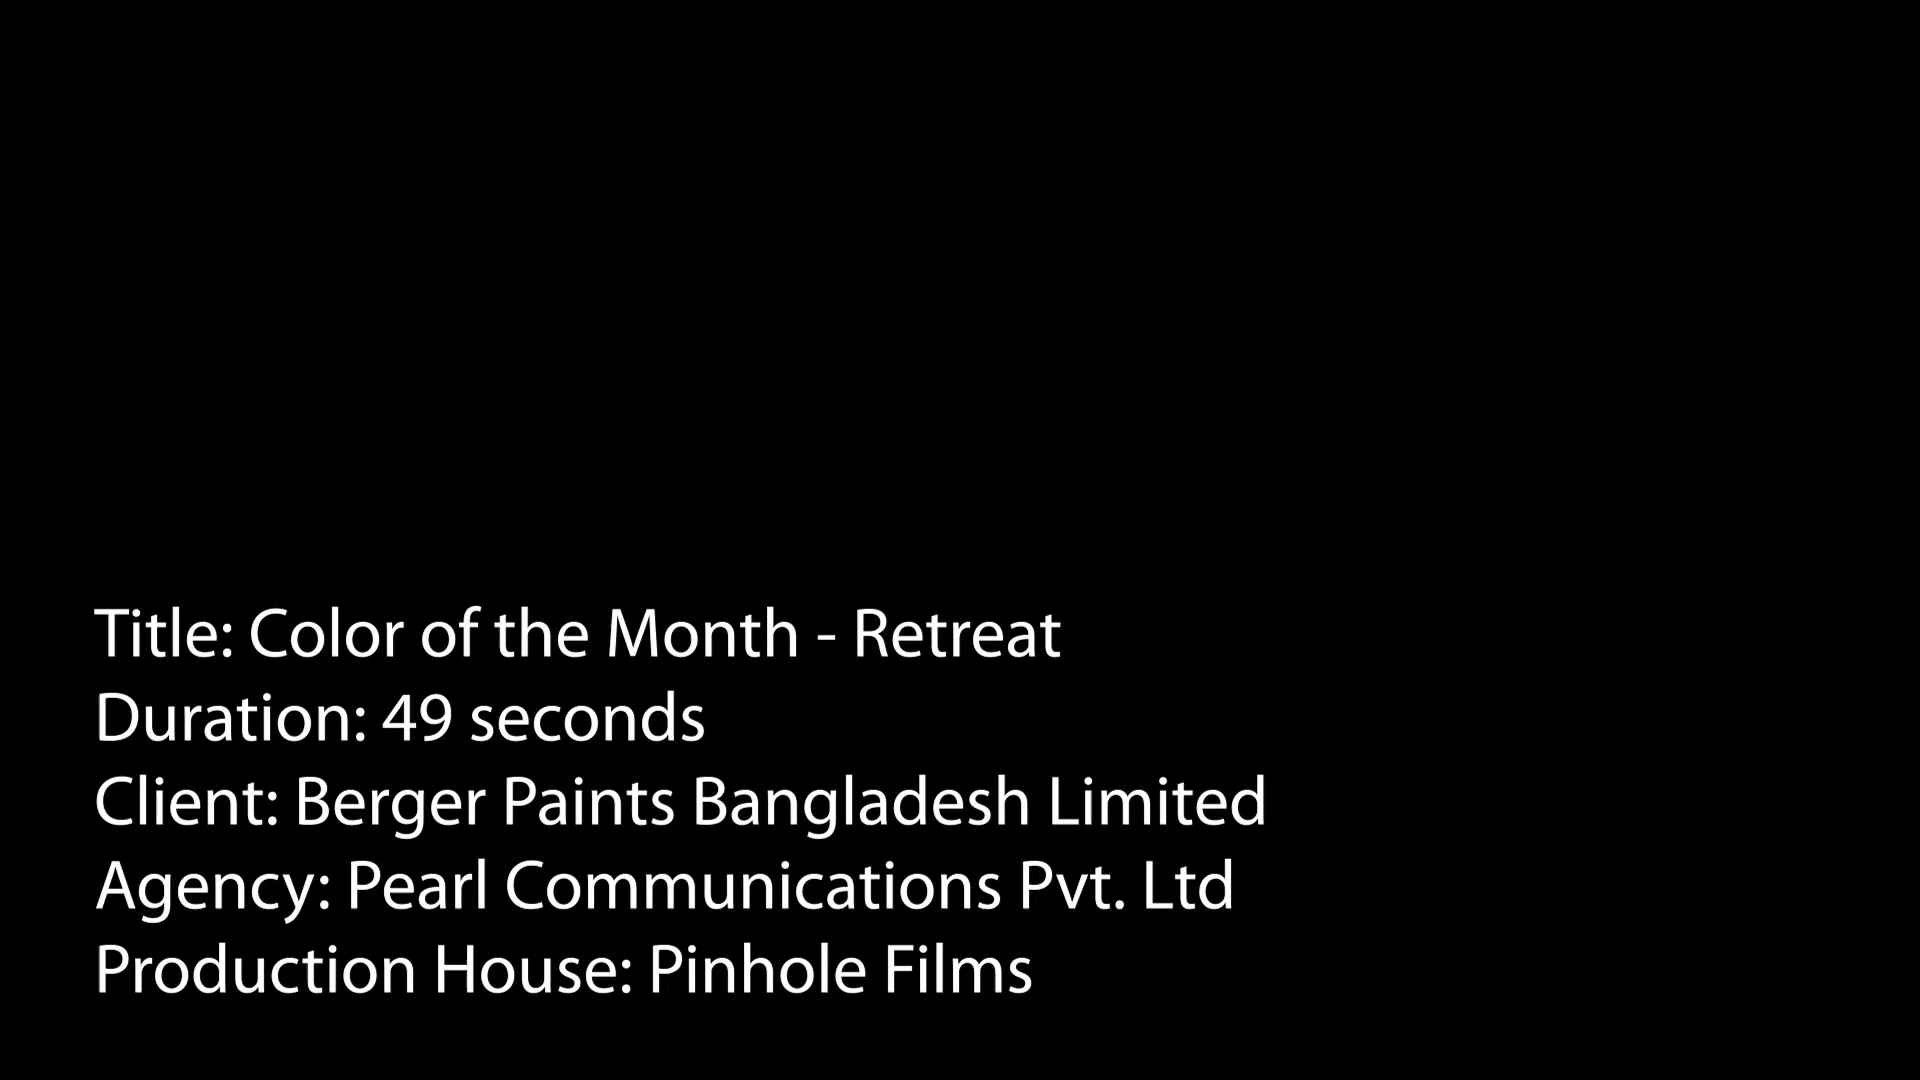 Title: Color of the Month - Retreat
Duration: 49 seconds
Client: Berger Paints Bangladesh Limited
Agency: Pearl Communications Pvt. Ltd
Production House: Pinhole Films